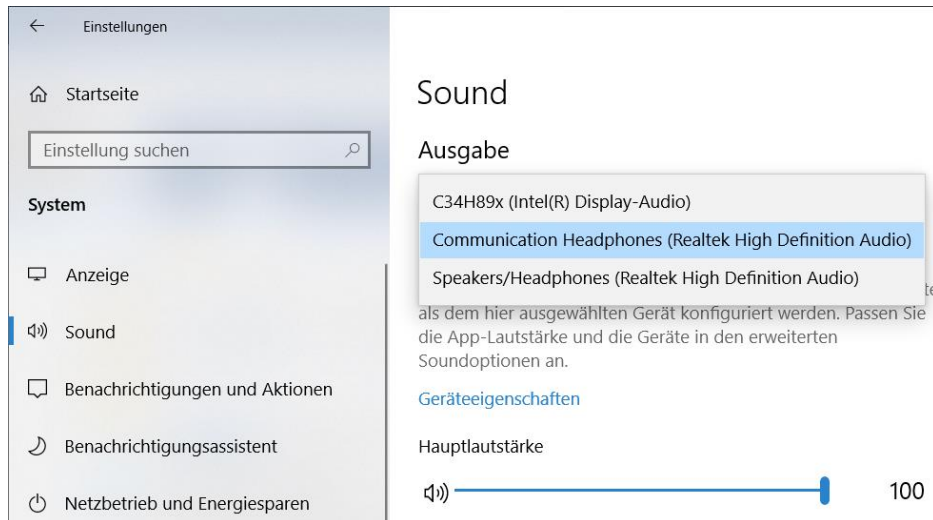 Einstellungen
Startseite
Einstellung suchen
System
Anzeige
Sound
Benachrichtigungen und Aktionen
Benachrichtigungsassistent
Netzbetrieb und Energiesparen
Sound
Ausgabe
C34H89x (Intel(R) Display-Audio)
Communication Headphones (Realtek High Definition Audio)
Speakers/Headphones (Realtek High Definition Audio)
als dem hier ausgewählten Gerät konfiguriert werden. Passen Sie
die App-Lautstärke und die Geräte in den erweiterten
Soundoptionen an.
Geräteeigenschaften
Hauptlautstärke
100